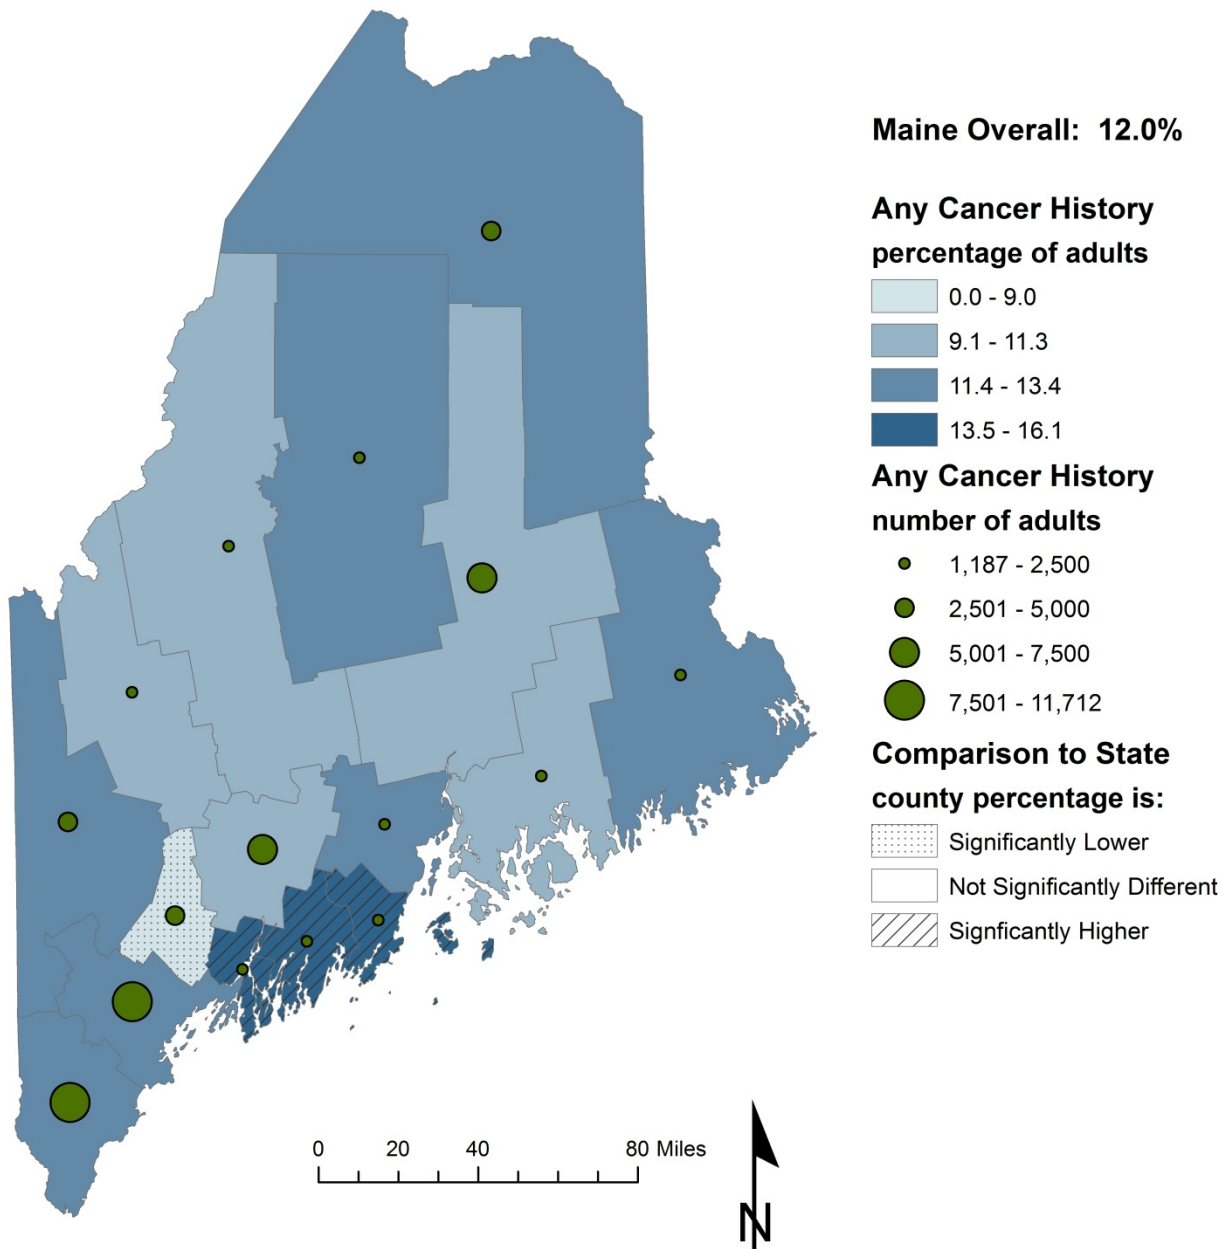 Maine Overall: 12.0%
Any Cancer History
percentage of adults
0.0 - 9.0
9.1 - 11.3
11.4 - 13.4
13.5 - 16.1
Any Cancer History
number of adults
1,187 - 2,500
2,501 - 5,000
5,001 - 7,500
7,501 - 11,712
Comparison to State
county percentage is:
Significantly Lower
Not Significantly Different
Signficantly Higher
0 20 40 80 Miles
N